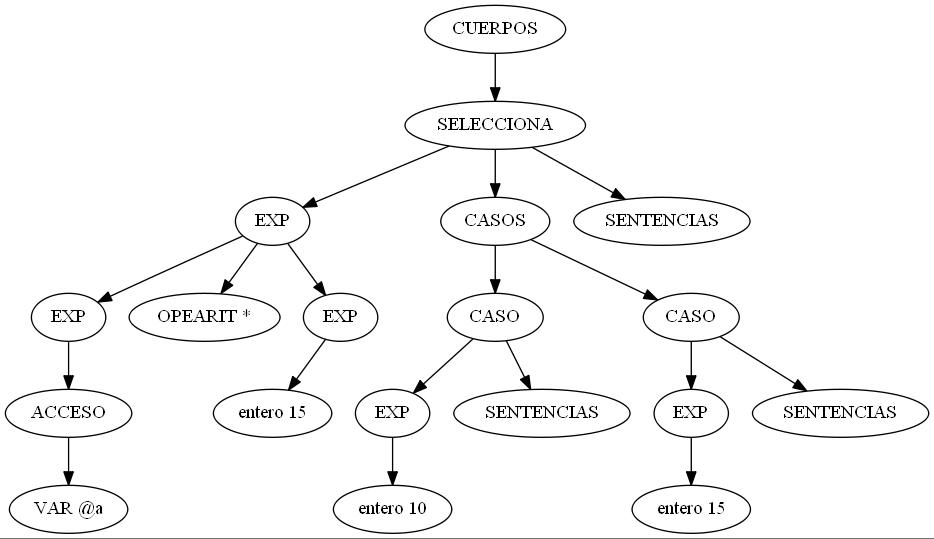 CUERPOS
SELECCIONA
EXP
CASOS
SENTENCIAS
EXP
OPEARIT *
EXP
CASO
CASO
ACCESO
entero 15
EXP
SENTENCIAS
EXP
SENTENCIAS
VAR @a
entero 10
entero 15